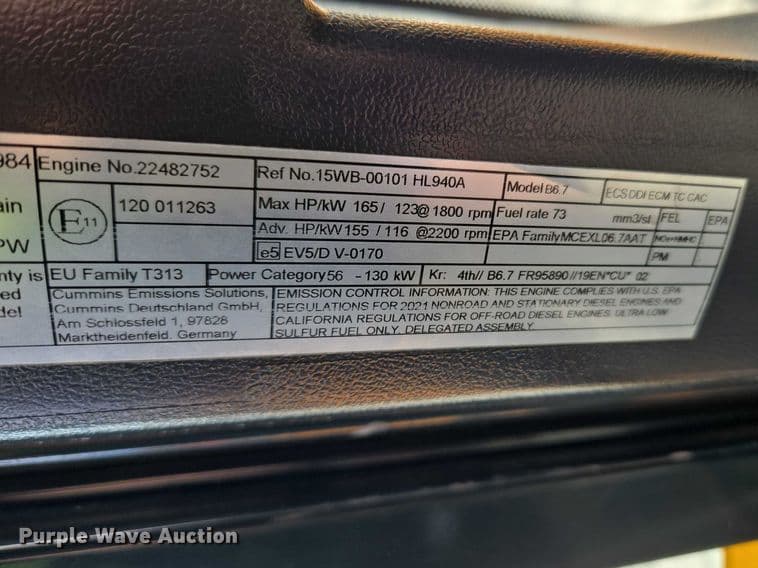 984
Engine No.22482752
Ref No.15WB-00101 HL940A
Model B6.7
ECS DDI ECM TC CAC
ain
E11
120 011263
Max HP/kW 165/ 123@ 1800 rpm
Fuel rate 73 mm3/st
FEL
EPA
Adv. HP/kW 155 / 116 @2200 rpm
EPA Family MCEXL06.7AAT
PW
e5 EV5/D V-0170
PM
nty is
EU Family T313
Power Category 56 - 130 kW
Kr: 4th// B6.7 FR95890//19EN*CU* 02
ed
del
Cummins Emissions Solutions,
Cummins Deutschland GmbH,
Am Schlossfeld 1, 97828
Marktheidenfeld. Germany
EMISSION CONTROL INFORMATION: THIS ENGINE COMPLIES WITH U.S. EPA
REGULATIONS FOR 2021 NONROAD AND STATIONARY DIESEL ENGINES AND
CALIFORNIA REGULATIONS FOR OFF-ROAD DIESEL ENGINES. ULTRA LOW
SULFUR FUEL ONLY. DELEGATED ASSEMBLY
Purple Wave Auction